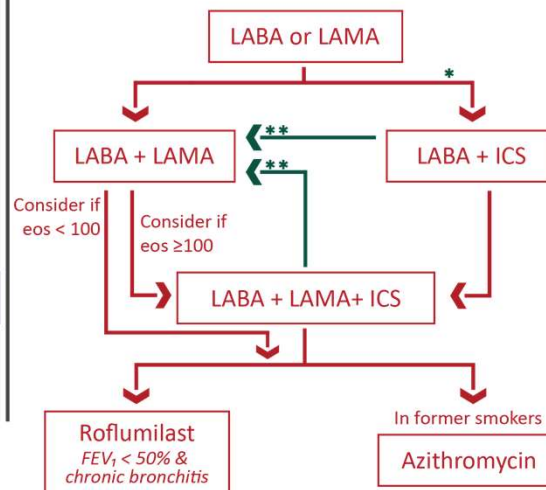 LABA or LAMA
*
**
LABA + LAMA
LABA + ICS
**
Consider if
eos < 100
Consider if
eos ≥100
LABA + LAMA+ ICS
Roflumilast
FEV₁ < 50% &
chronic bronchitis
In former smokers
Azithromycin